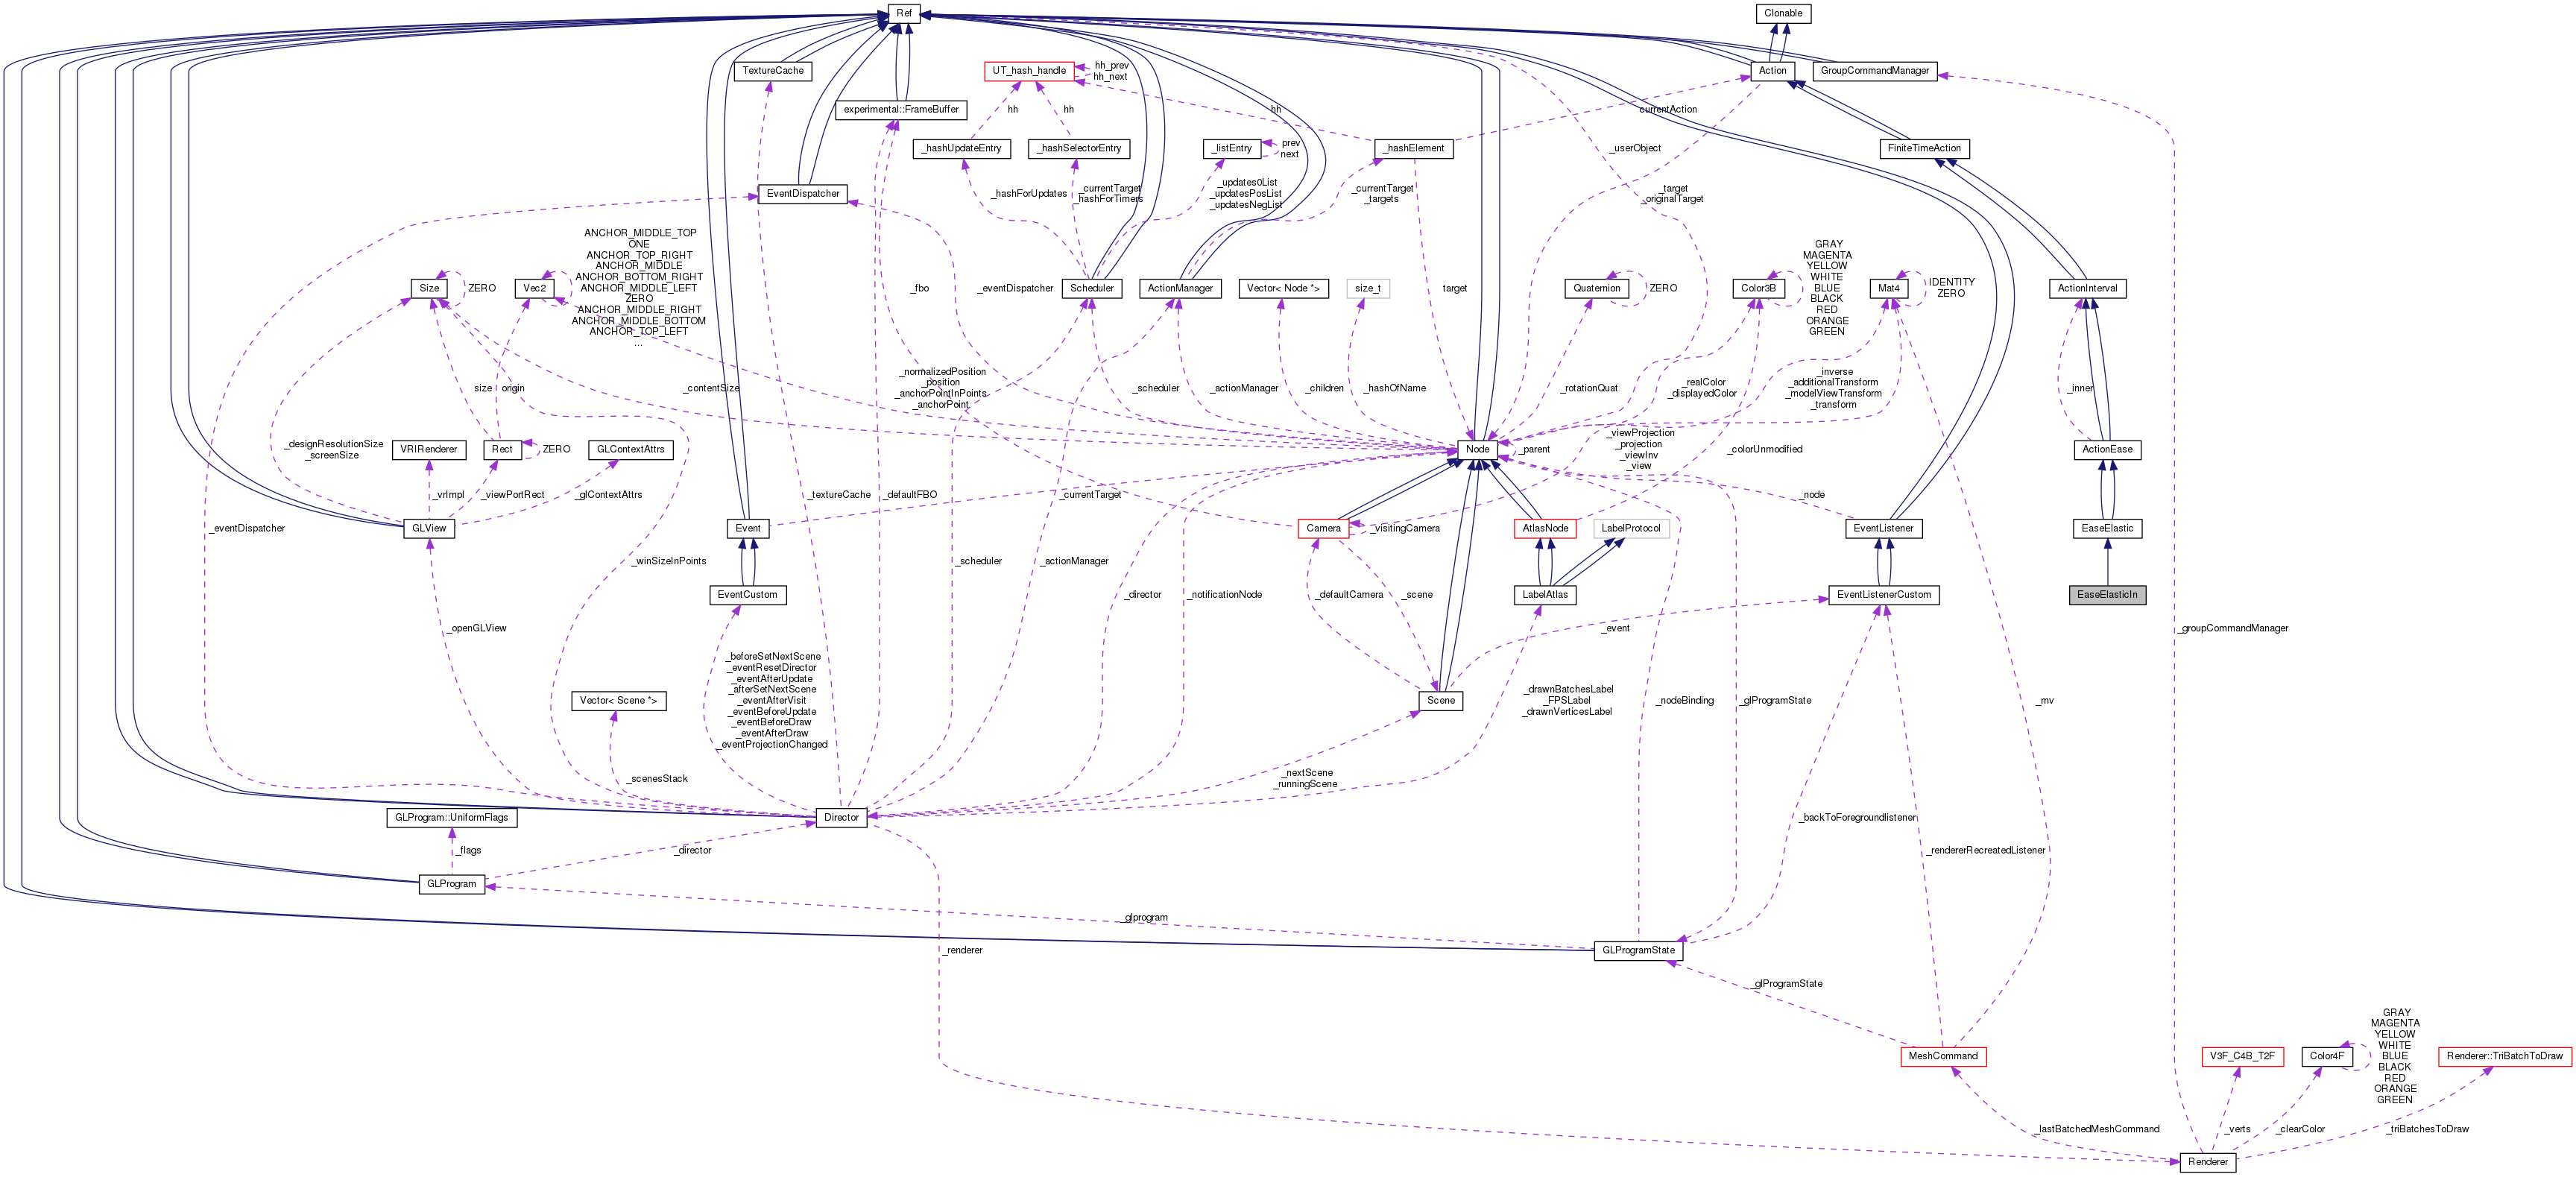 Ref
Clonable
TextureCache
UT_hash_handle
hh_prev
hh_next
Action
GroupCommandManager
experimental::FrameBuffer
hh
hh
hh
currentAction
_hashUpdateEntry
_hashSelectorEntry
_listEntry
prev
next
_hashElement
_userObject
FiniteTimeAction
EventDispatcher
_hashForUpdates
_currentTarget
_hashForTimers
_updates0List
_updatesPosList
_updatesNegList
_currentTarget
_targets
_target
_originalTarget
ANCHOR_MIDDLE_TOP
ONE
ANCHOR_TOP_RIGHT
ANCHOR_MIDDLE
ANCHOR_BOTTOM_RIGHT
ANCHOR_MIDDLE_LEFT
ZERO
ANCHOR_MIDDLE_RIGHT
ANCHOR_MIDDLE_BOTTOM
ANCHOR_TOP_LEFT
...
GRAY
MAGENTA
YELLOW
WHITE
BLUE
BLACK
RED
ORANGE
GREEN
Size
ZERO
Vec2
_fbo
_eventDispatcher
Scheduler
ActionManager
Vector< Node *>
size_t
target
Quaternion
ZERO
Color3B
Mat4
IDENTITY
ZERO
ActionInterval
size
origin
_contentSize
_normalizedPosition
_position
_anchorPointInPoints
_anchorPoint
_scheduler
_actionManager
_children
_hashOfName
_rotationQuat
_realColor
_displayedColor
_inverse
_additionalTransform
_modelViewTransform
_transform
_inner
_designResolutionSize
_screenSize
VRIRenderer
Rect
ZERO
GLContextAttrs
Node
_parent
_viewProjection
_projection
_viewInv
_view
_colorUnmodified
ActionEase
_vrImpl
_viewPortRect
_glContextAttrs
_textureCache
_defaultFBO
_currentTarget
_node
_eventDispatcher
GLView
Event
Camera
_visitingCamera
AtlasNode
LabelProtocol
EventListener
EaseElastic
_winSizeInPoints
_scheduler
_actionManager
EventCustom
_director
_notificationNode
_defaultCamera
_scene
LabelAtlas
EventListenerCustom
EaseElasticIn
_openGLView
_event
_groupCommandManager
_beforeSetNextScene
_eventResetDirector
_eventAfterUpdate
_afterSetNextScene
_eventAfterVisit
_eventBeforeUpdate
_eventBeforeDraw
_eventAfterDraw
_eventProjectionChanged
Vector< Scene *>
Scene
_drawnBatchesLabel
_FPSLabel
_drawnVerticesLabel
_nodeBinding
_glProgramState
_mv
_scenesStack
_nextScene
_runningScene
GLProgram::UniformFlags
Director
_backToForegroundlistener
_flags
_director
_rendererRecreatedListener
GLProgram
_glprogram
_renderer
GLProgramState
_glProgramState
GRAY
MAGENTA
YELLOW
WHITE
BLUE
BLACK
RED
ORANGE
GREEN
MeshCommand
V3F_C4B_T2F
Color4F
Renderer::TriBatchToDraw
_lastBatchedMeshCommand
_verts
_clearColor
_triBatchesToDraw
Renderer